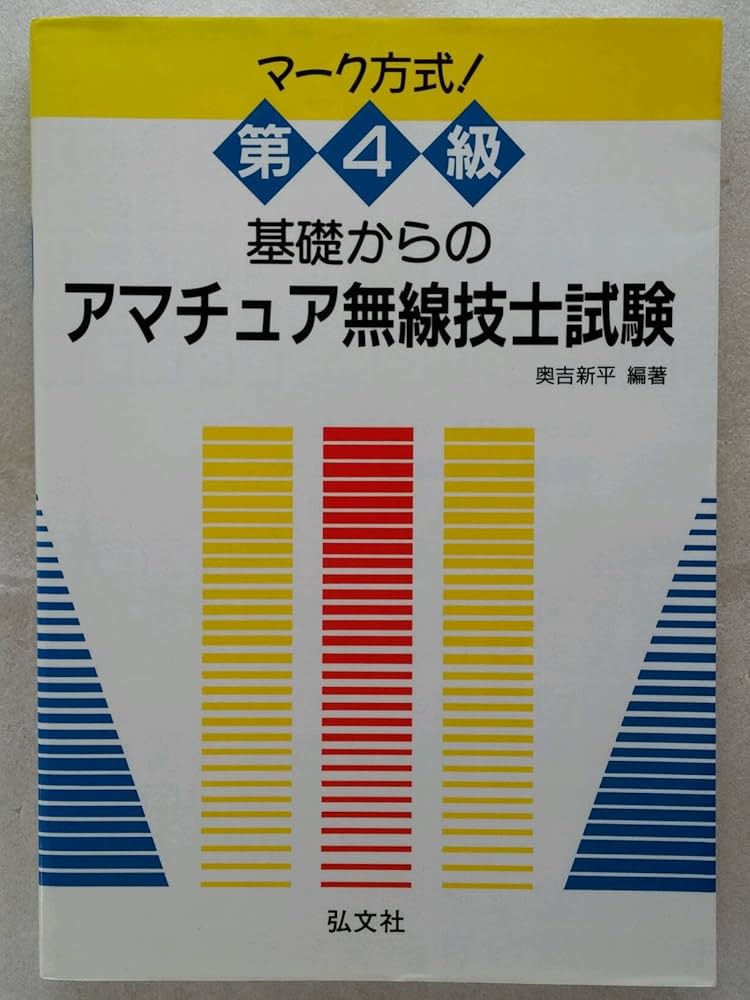 マーク方式!
第4級
基礎からの
アマチュア無線技士試験
奥吉新平 編著
弘文社